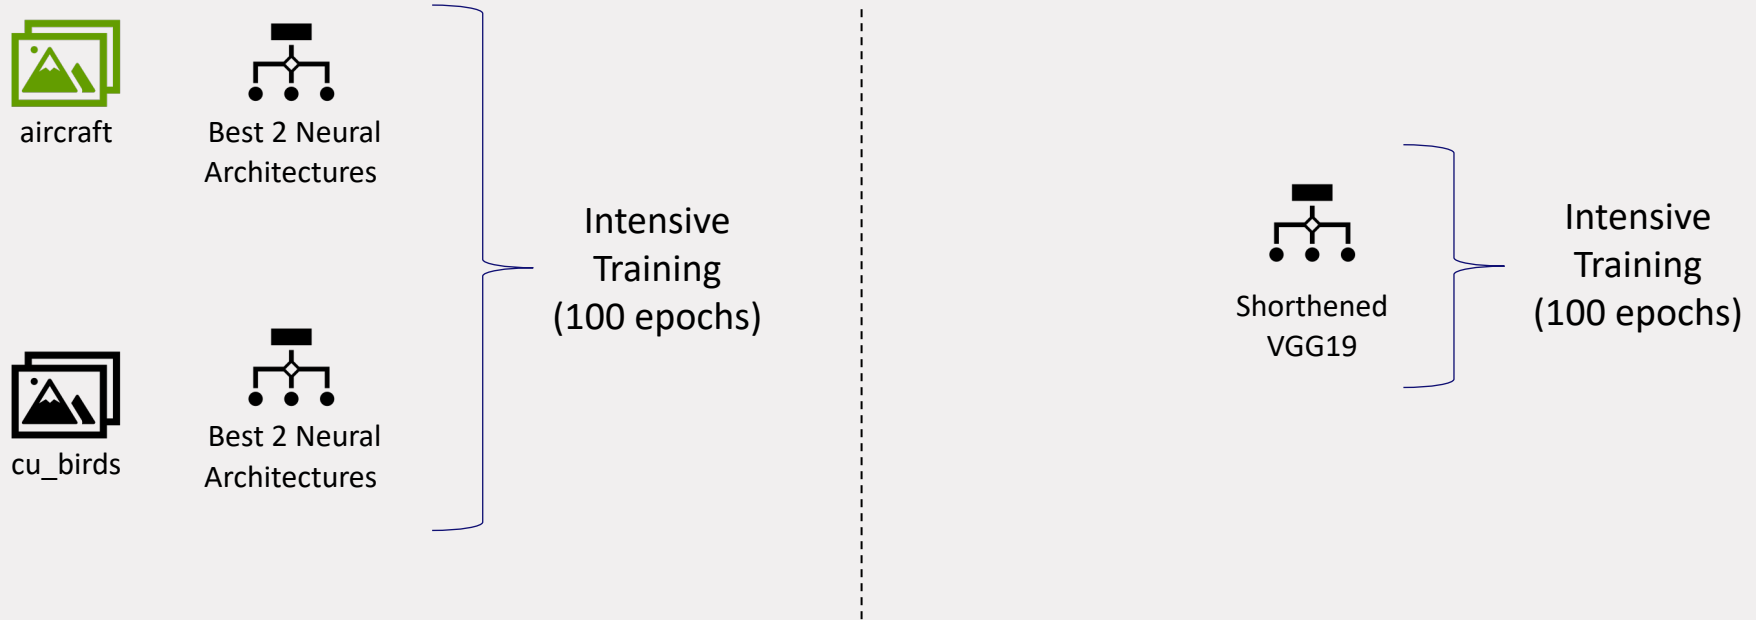 aircraft
Best 2 Neural
Architectures
cu_birds
Best 2 Neural
Architectures
Intensive
Training
(100 epochs)
Shorthened
VGG19
Intensive
Training
(100 epochs)